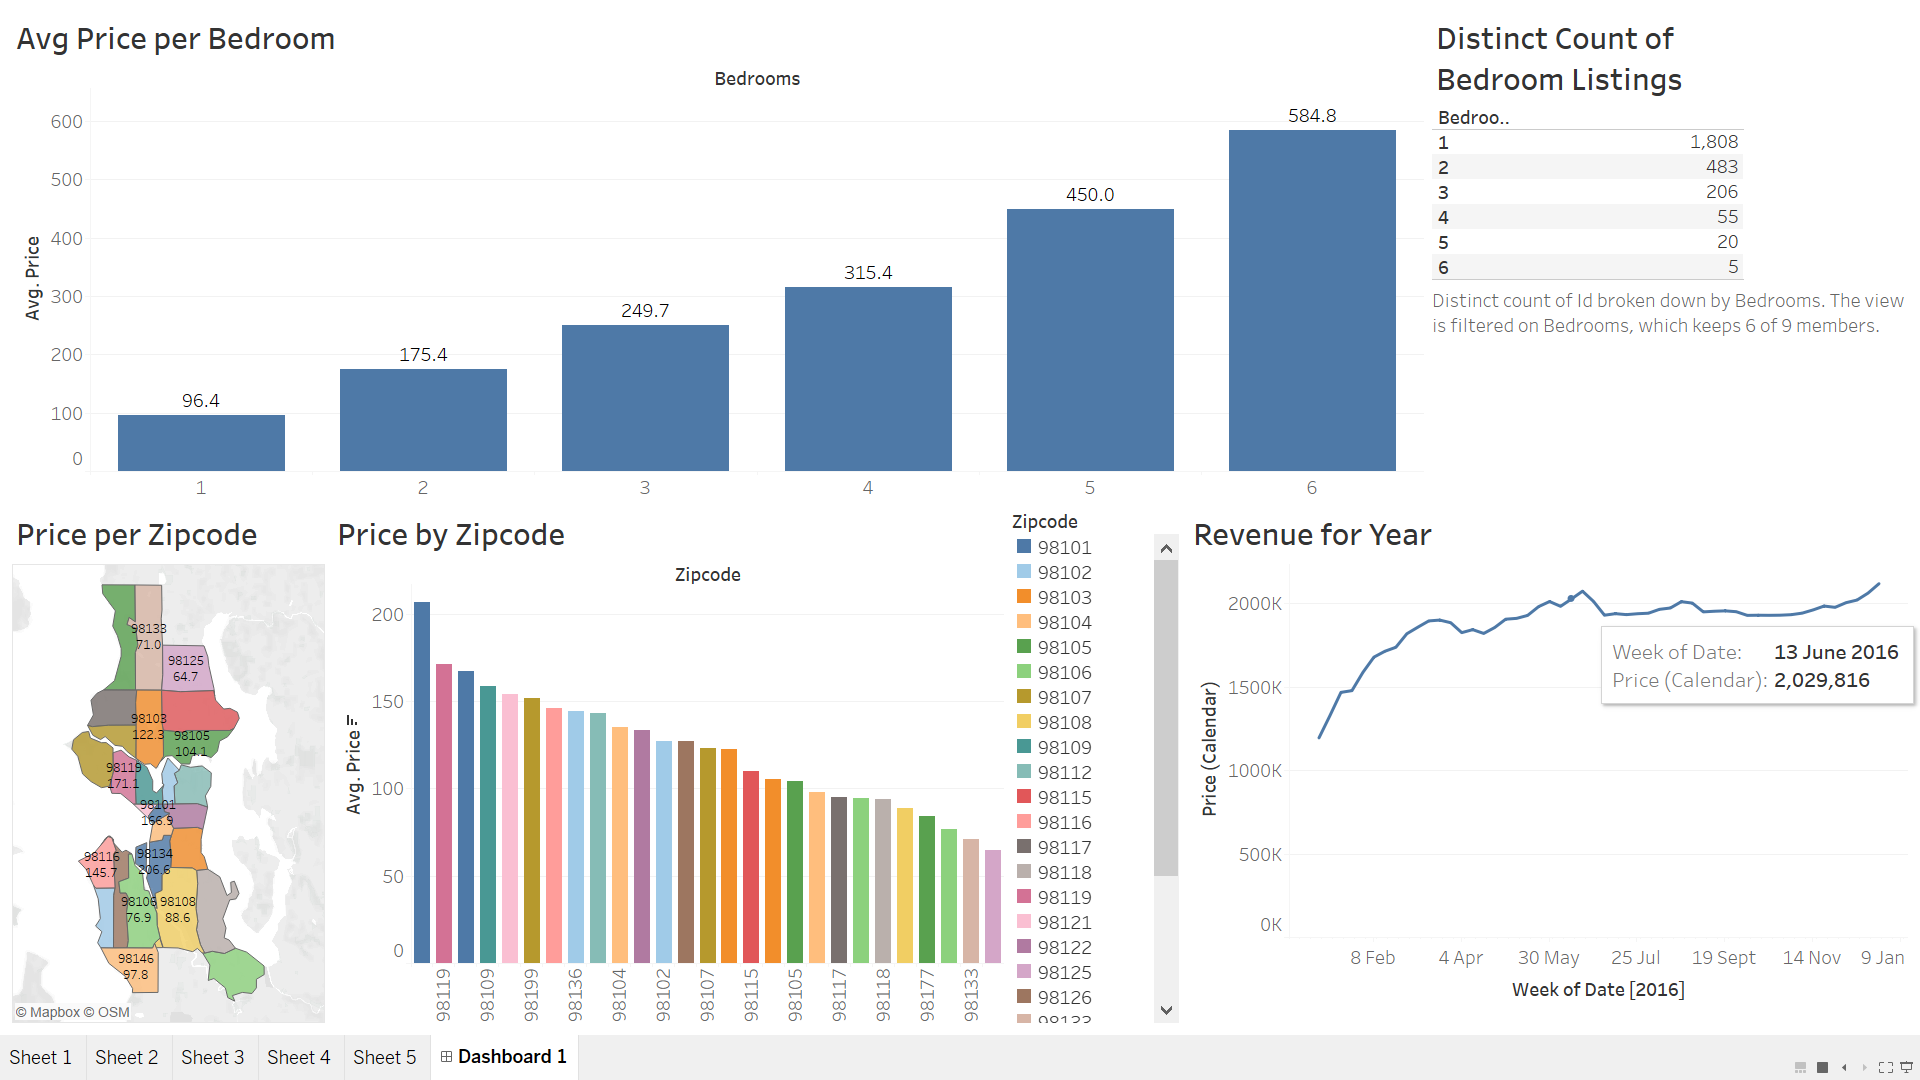 Avg Price per Bedroom
Bedrooms
Avg. Price
600
500
400
300
200
100
0
96.4
175.4
249.7
315.4
450.0
584.8
1
2
3
4
5
6
Distinct Count of
Bedroom Listings
Bedroo..
1 1,808
2 483
3 206
4 55
5 20
6 5
Distinct count of Id broken down by Bedrooms. The view
is filtered on Bedrooms, which keeps 6 of 9 members.
Price per Zipcode
98133
71.0
98125
64.7
98103
122.3
98105
104.1
98119
171.1
98101
166.9
98116
145.7
98134
206.6
98106
76.9
98108
88.6
98146
97.8
© Mapbox © OSM
Price by Zipcode
Zipcode
Avg. Price
200
150
100
50
0
98119
98109
98199
98136
98104
98102
98107
98115
98105
98117
98118
98177
98133
Zipcode
98101
98102
98103
98104
98105
98106
98107
98108
98109
98112
98115
98116
98117
98118
98119
98121
98122
98125
98126
98133
Revenue for Year
Price (Calendar)
2000K
1500K
1000K
500K
0K
Week of Date: 13 June 2016
Price (Calendar): 2,029,816
8 Feb
4 Apr
30 May
25 Jul
19 Sept
14 Nov
9 Jan
Week of Date [2016]
Sheet 1
Sheet 2
Sheet 3
Sheet 4
Sheet 5
Dashboard 1